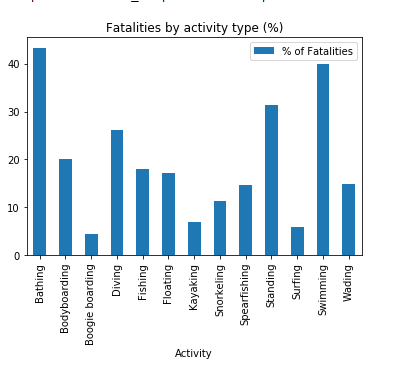 Fatalities by activity type (%)
% of Fatalities
40
30
20
10
0
Bathing
Bodyboarding
Boogie boarding
Diving
Fishing
Floating
Kayaking
Snorkeling
Spearfishing
Standing
Surfing
Swimming
Wading
Activity